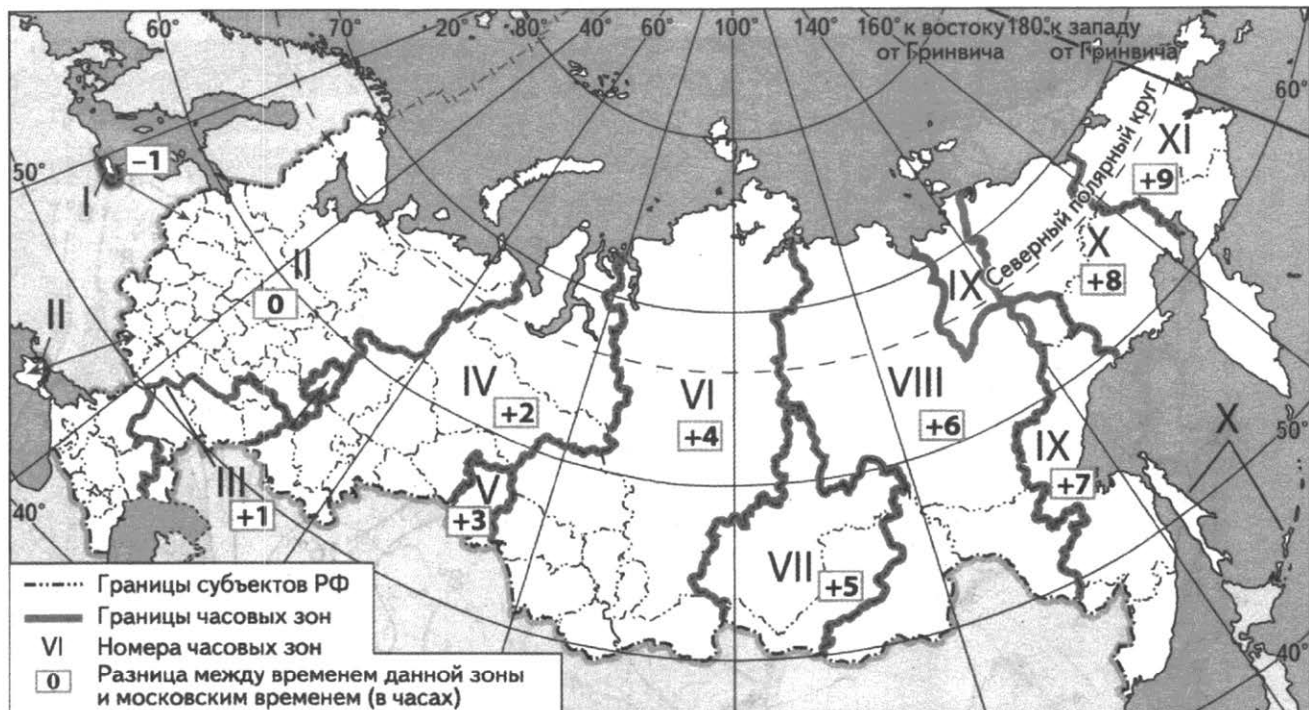 60° 70° 20° 80° 40° 60° 80° 100° 120° 140° 160° к востоку 180° к западу
от Гринвича от Гринвича
60°
50°
−1
I
Северный полярный круг
XI
+9
II
0
X
+8
IX
II
IV
+2
VI
+4
VIII
+6
X
50°
IX
+7
V
+3
III
+1
40°
VII
+5
40°
Границы субъектов РФ
Границы часовых зон
VI Номера часовых зон
0 Разница между временем данной зоны
и московским временем (в часах)